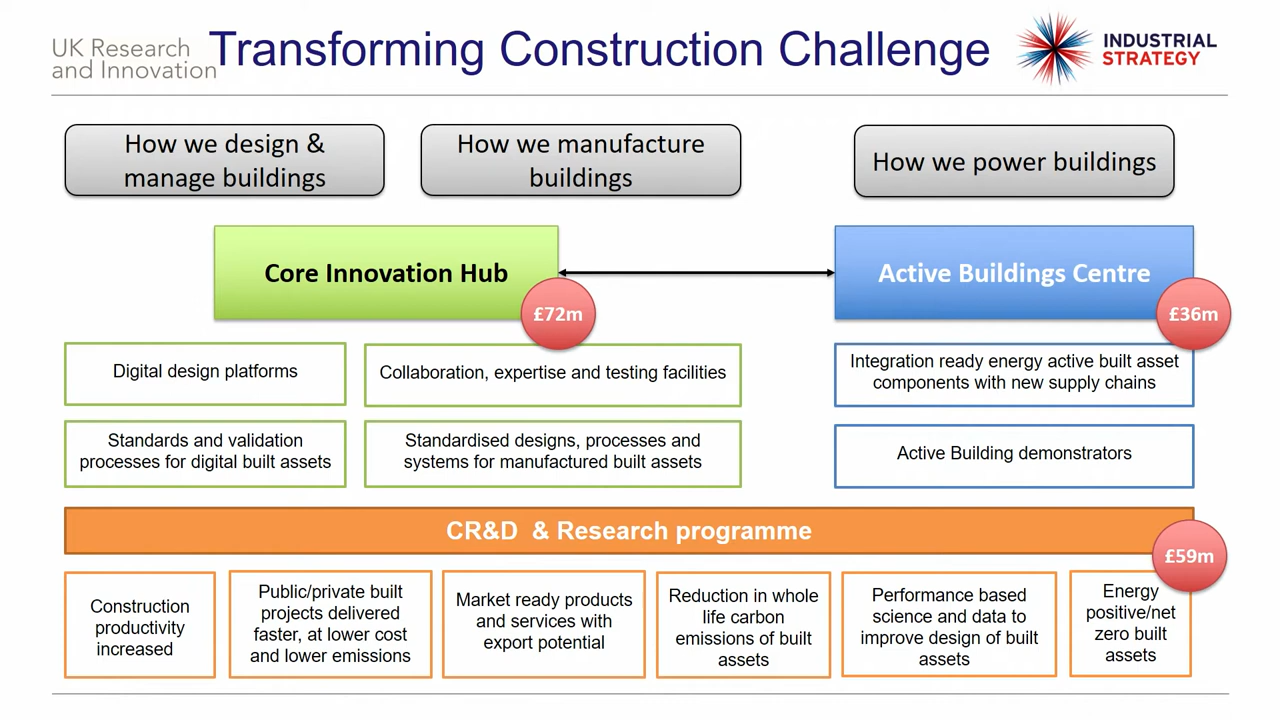 UK Research
and Innovation
Transforming Construction Challenge
INDUSTRIAL
STRATEGY
How we design &
manage buildings
How we manufacture
buildings
How we power buildings
Core Innovation Hub
£72m
Active Buildings Centre
£36m
Digital design platforms
Collaboration, expertise and testing facilities
Integration ready energy active built asset
components with new supply chains
Standards and validation
processes for digital built assets
Standardised designs, processes and
systems for manufactured built assets
Active Building demonstrators
CR&D & Research programme
£59m
Construction
productivity
increased
Public/private built
projects delivered
faster, at lower cost
and lower emissions
Market ready products
and services with
export potential
Reduction in whole
life carbon
emissions of built
assets
Performance based
science and data to
improve design of built
assets
Energy
positive/net
zero built
assets